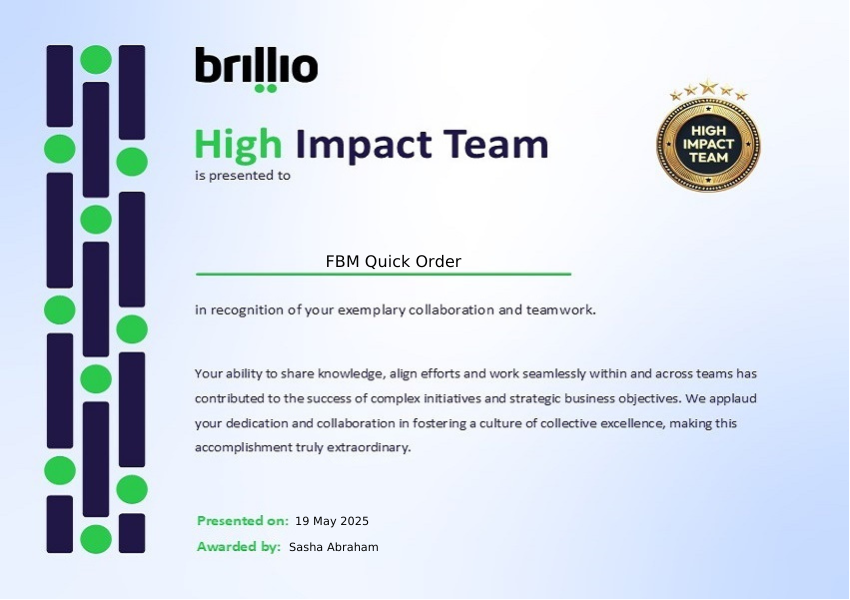 brillio
HIGH
IMPACT
TEAM
High Impact Team
is presented to
FBM Quick Order
in recognition of your exemplary collaboration and teamwork.
Your ability to share knowledge, align efforts and work seamlessly within and across teams has
contributed to the success of complex initiatives and strategic business objectives. We applaud
your dedication and collaboration in fostering a culture of collective excellence, making this
accomplishment truly extraordinary.
Presented on: 19 May 2025
Awarded by: Sasha Abraham